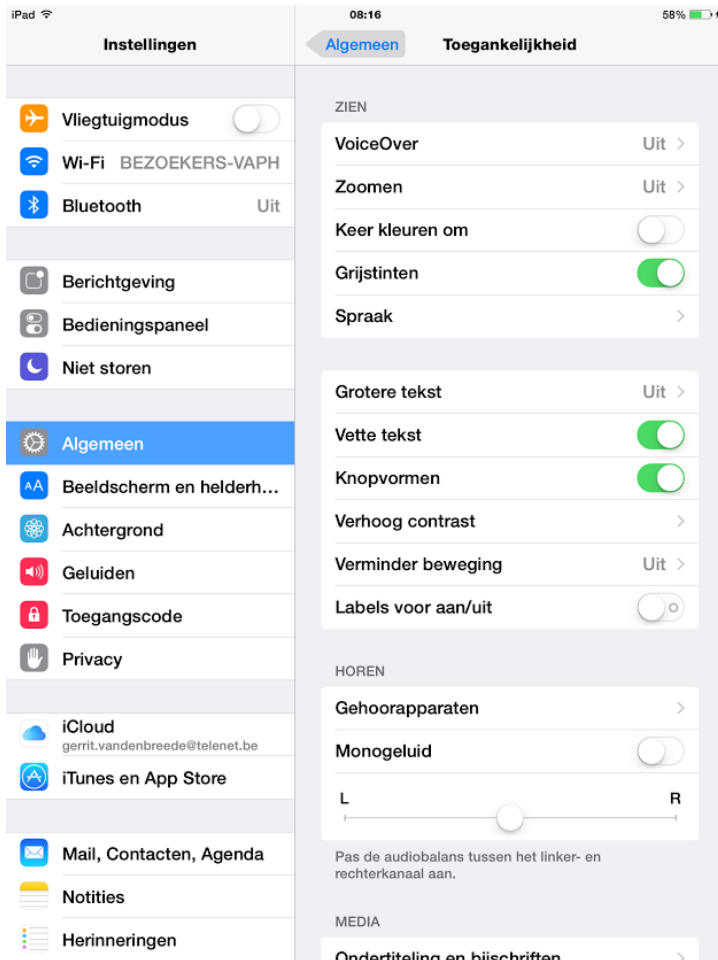 iPad 08:16 58%
Instellingen
Algemeen Toegankelijkheid
Vliegtuigmodus
Wi-Fi BEZOEKERS-VAPH
Bluetooth Uit
Berichtgeving
Bedieningspaneel
Niet storen
Algemeen
AA Beeldscherm en helderh...
Achtergrond
Geluiden
Toegangscode
Privacy
iCloud
gerrit.vandenbreede@telenet.be
iTunes en App Store
Mail, Contacten, Agenda
Notities
Herinneringen
ZIEN
VoiceOver Uit
Zoomen Uit
Keer kleuren om
Grijstinten
Spraak
Grotere tekst Uit
Vette tekst
Knopvormen
Verhoog contrast
Verminder beweging Uit
Labels voor aan/uit
HOREN
Gehoorapparaten
Monogeluid
L R
Pas de audiobalans tussen het linker- en
rechterkanaal aan.
MEDIA
Ondertiteling en bijschriften